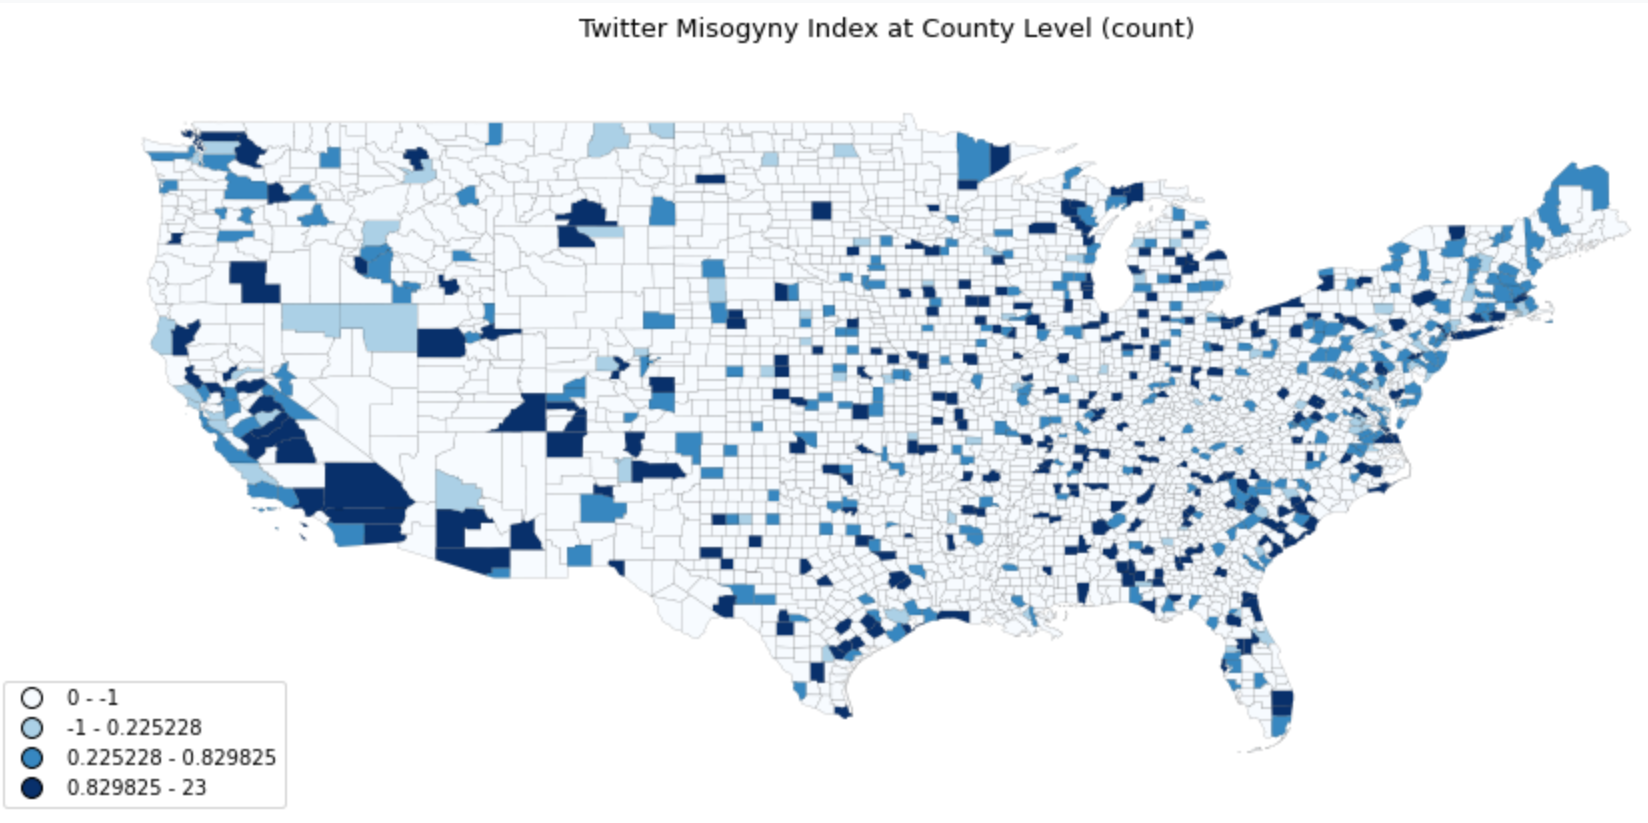 Twitter Misogyny Index at County Level (count)
0 - -1
-1 - 0.225228
0.225228 - 0.829825
0.829825 - 23